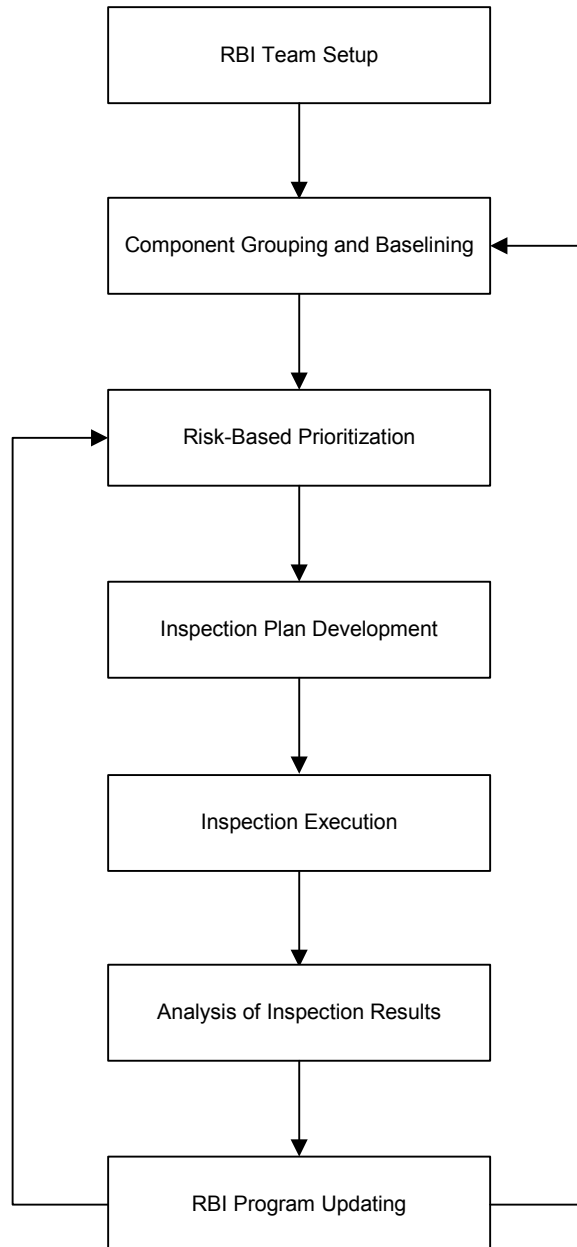 RBI Team Setup
Component Grouping and Baselining
Risk-Based Prioritization
Inspection Plan Development
Inspection Execution
Analysis of Inspection Results
RBI Program Updating